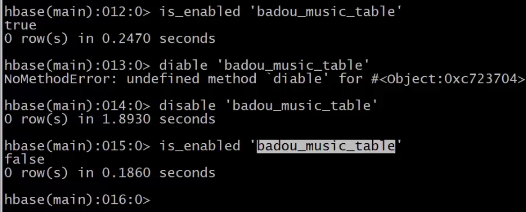 hbase(main):012:0> is_enabled 'badou_music_table'
true
0 row(s) in 0.2470 seconds
hbase(main):013:0> diable 'badou_music_table'
NoMethodError: undefined method `diable' for #<Object:0xc723704>
hbase(main):014:0> disable 'badou_music_table'
0 row(s) in 1.8930 seconds
hbase(main):015:0> is_enabled 'badou_music_table'
false
0 row(s) in 0.1860 seconds
hbase(main):016:0>